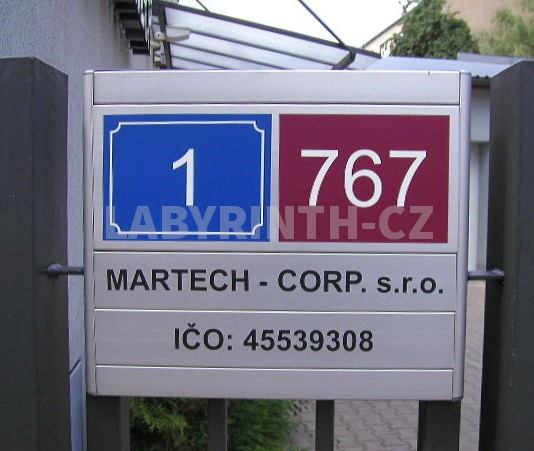 1 767
LABYRINTH-CZ
MARTECH - CORP. s.r.o.
IČO: 45539308